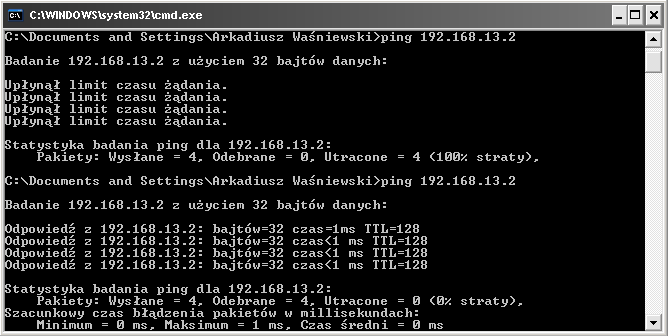 C:\WINDOWS\system32\cmd.exe
C:\Documents and Settings\Arkadiusz Waśniewski>ping 192.168.13.2
Badanie 192.168.13.2 z użyciem 32 bajtów danych:
Upłynął limit czasu żądania.
Upłynął limit czasu żądania.
Upłynął limit czasu żądania.
Upłynął limit czasu żądania.
Statystyka badania ping dla 192.168.13.2:
Pakiety: Wysłane = 4, Odebrane = 0, Utracone = 4 (100% straty),
C:\Documents and Settings\Arkadiusz Waśniewski>ping 192.168.13.2
Badanie 192.168.13.2 z użyciem 32 bajtów danych:
Odpowiedź z 192.168.13.2: bajtów=32 czas=1ms TTL=128
Odpowiedź z 192.168.13.2: bajtów=32 czas<1 ms TTL=128
Odpowiedź z 192.168.13.2: bajtów=32 czas<1 ms TTL=128
Odpowiedź z 192.168.13.2: bajtów=32 czas<1 ms TTL=128
Statystyka badania ping dla 192.168.13.2:
Pakiety: Wysłane = 4, Odebrane = 4, Utracone = 0 (0% straty),
Szacunkowy czas błądzenia pakietów w millisekundach:
Minimum = 0 ms, Maksimum = 1 ms, Czas średni = 0 ms